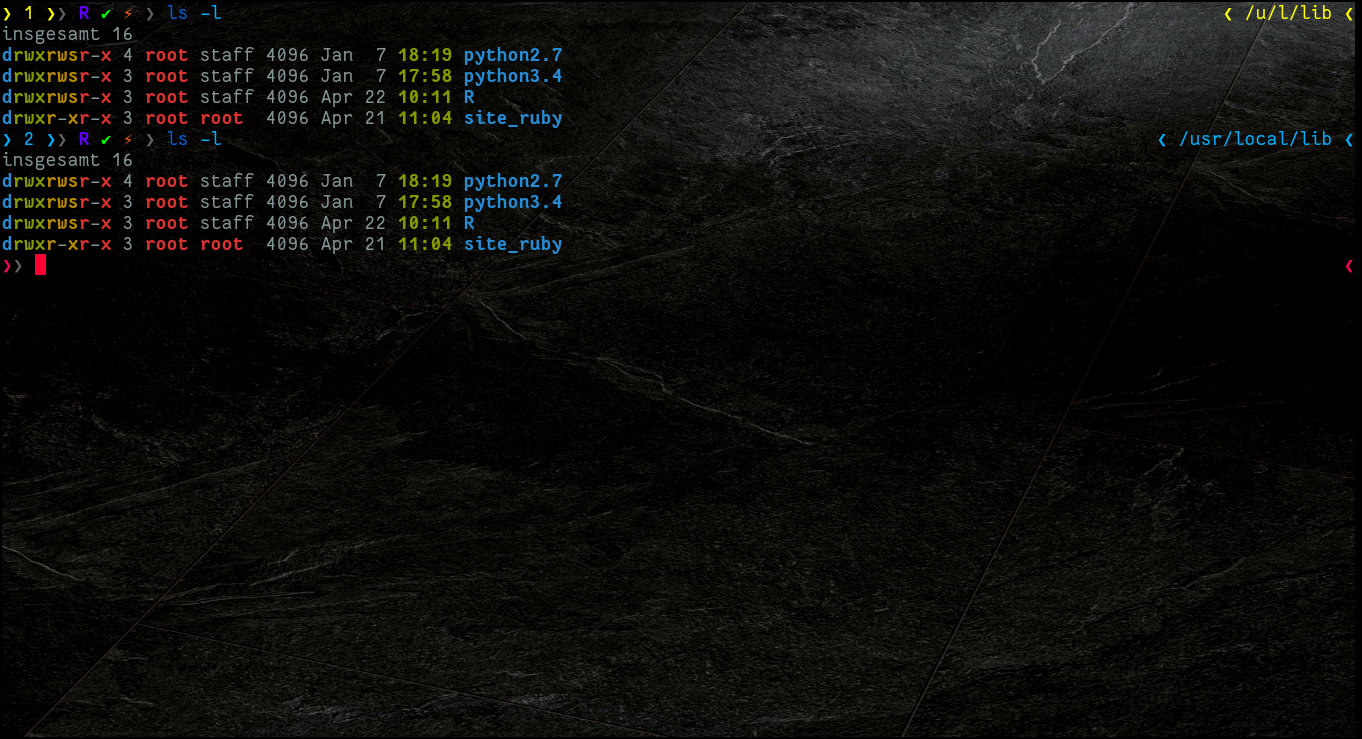 ❯ 1 ❯❯ R ✔ ⚡ ❯ ls -l ❮ /u/l/lib ❮
insgesamt 16
drwxrwsr-x 4 root staff 4096 Jan  7 18:19 python2.7
drwxrwsr-x 3 root staff 4096 Jan  7 17:58 python3.4
drwxrwsr-x 3 root staff 4096 Apr 22 10:11 R
drwxr-xr-x 3 root root  4096 Apr 21 11:04 site_ruby
❯ 2 ❯❯ R ✔ ⚡ ❯ ls -l ❮ /usr/local/lib ❮
insgesamt 16
drwxrwsr-x 4 root staff 4096 Jan  7 18:19 python2.7
drwxrwsr-x 3 root staff 4096 Jan  7 17:58 python3.4
drwxrwsr-x 3 root staff 4096 Apr 22 10:11 R
drwxr-xr-x 3 root root  4096 Apr 21 11:04 site_ruby
❯❯ ❮